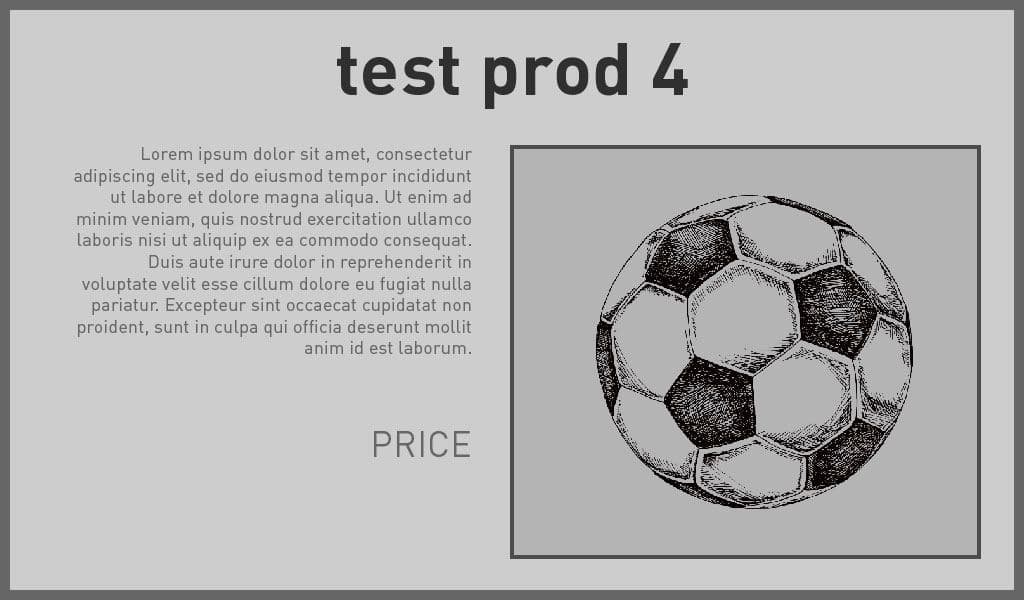 test prod 4
Lorem ipsum dolor sit amet, consectetur
adipiscing elit, sed do eiusmod tempor incididunt
ut labore et dolore magna aliqua. Ut enim ad
minim veniam, quis nostrud exercitation ullamco
laboris nisi ut aliquip ex ea commodo consequat.
Duis aute irure dolor in reprehenderit in
voluptate velit esse cillum dolore eu fugiat nulla
pariatur. Excepteur sint occaecat cupidatat non
proident, sunt in culpa qui officia deserunt mollit
anim id est laborum.
PRICE